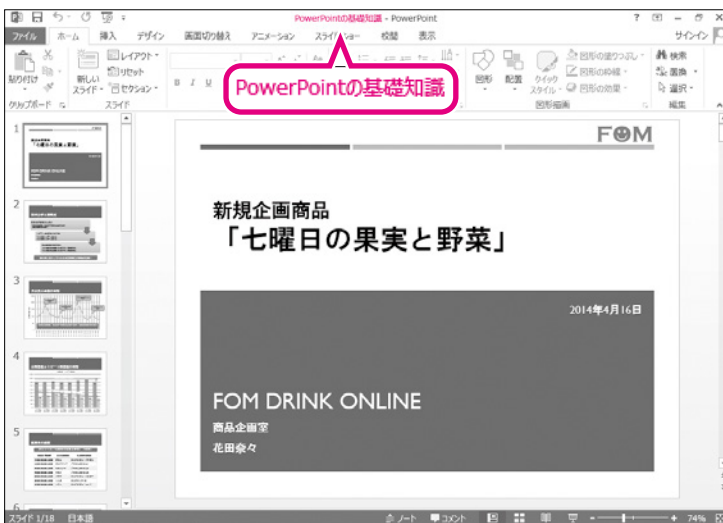 PowerPointの基礎知識 - PowerPoint
サインイン
ファイル ホーム 挿入 デザイン 画面切り替え アニメーション スライドショー 校閲 表示
貼り付け
新しい
スライド
レイアウト
リセット
セクション
図形
配置
クイック
スタイル
図形の塗りつぶし
図形の枠線
図形の効果
検索
置換
選択
クリップボード スライド 図形描画 編集
PowerPointの基礎知識
1
2
3
4
5
6
FOM
新規企画商品
「七曜日の果実と野菜」
2014年4月16日
FOM DRINK ONLINE
商品企画室
花田奈々
スライド 1/18 日本語 ノート コメント 74%